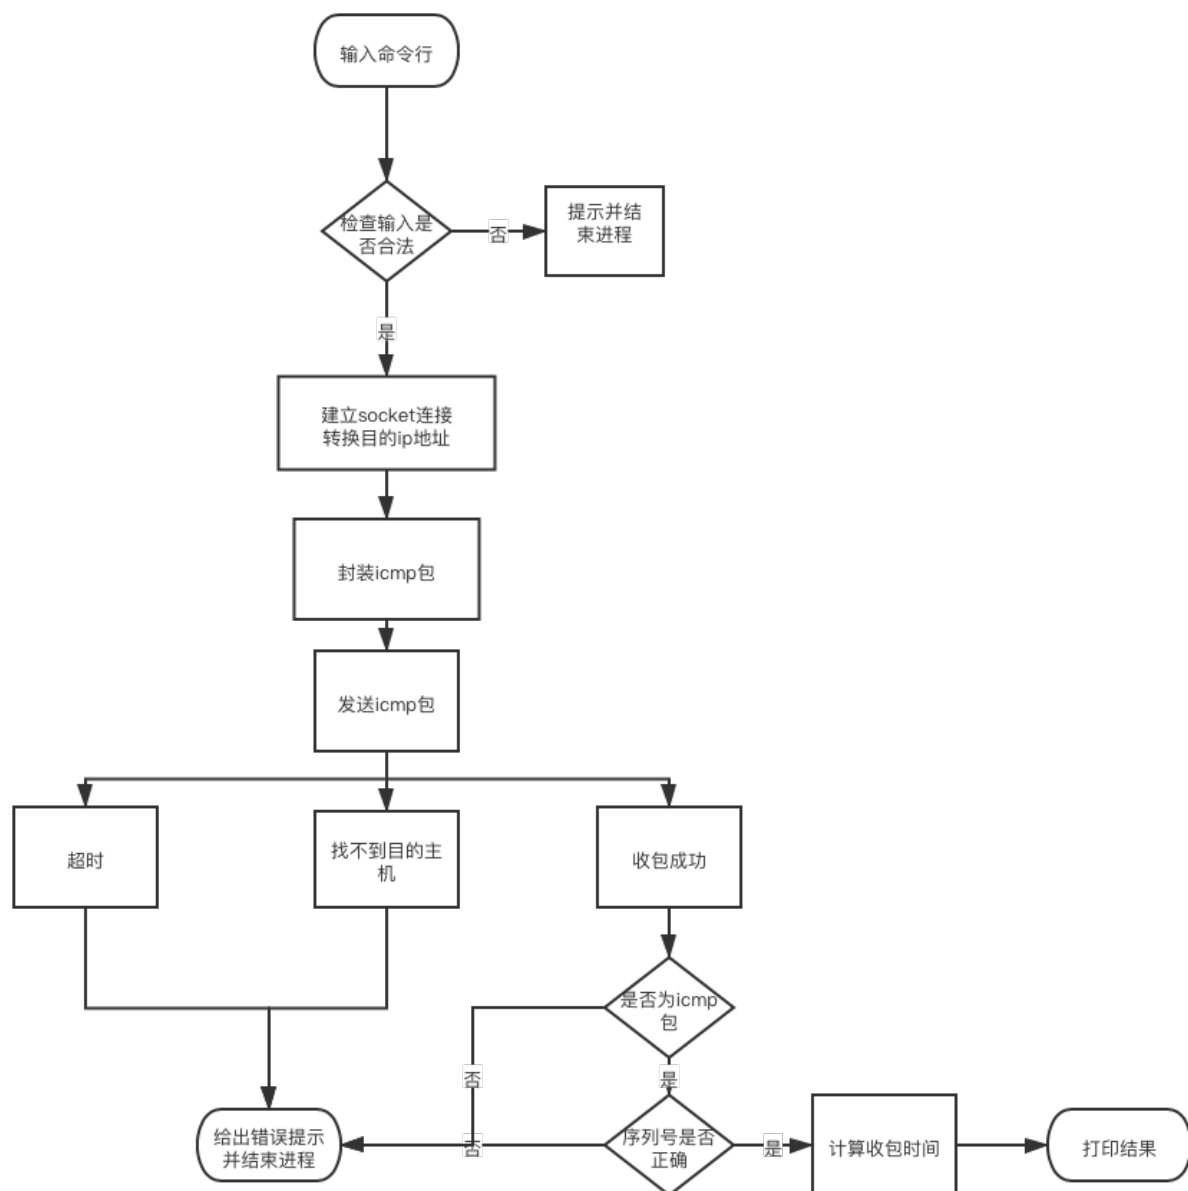 输入命令行
检查输入是
否合法
否
提示并结
束进程
是
建立socket连接
转换目的ip地址
封装icmp包
发送icmp包
超时
找不到目的主
机
收包成功
是否为icmp
包
否
是
给出错误提示
并结束进程
否
序列号是否
正确
是
计算收包时间
打印结果